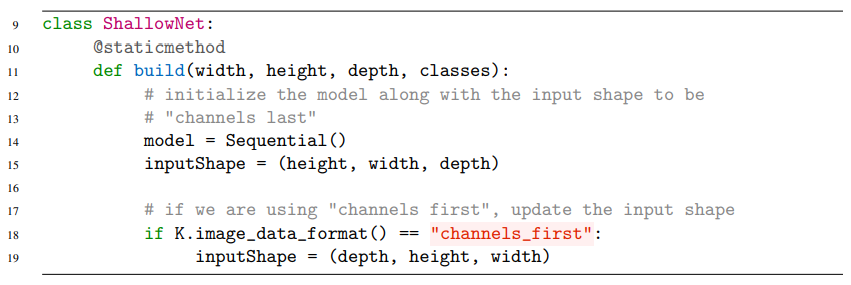 9 class ShallowNet:
10     @staticmethod
11     def build(width, height, depth, classes):
12         # initialize the model along with the input shape to be
13         # "channels last"
14         model = Sequential()
15         inputShape = (height, width, depth)
16
17         # if we are using "channels first", update the input shape
18         if K.image_data_format() == "channels_first":
19             inputShape = (depth, height, width)